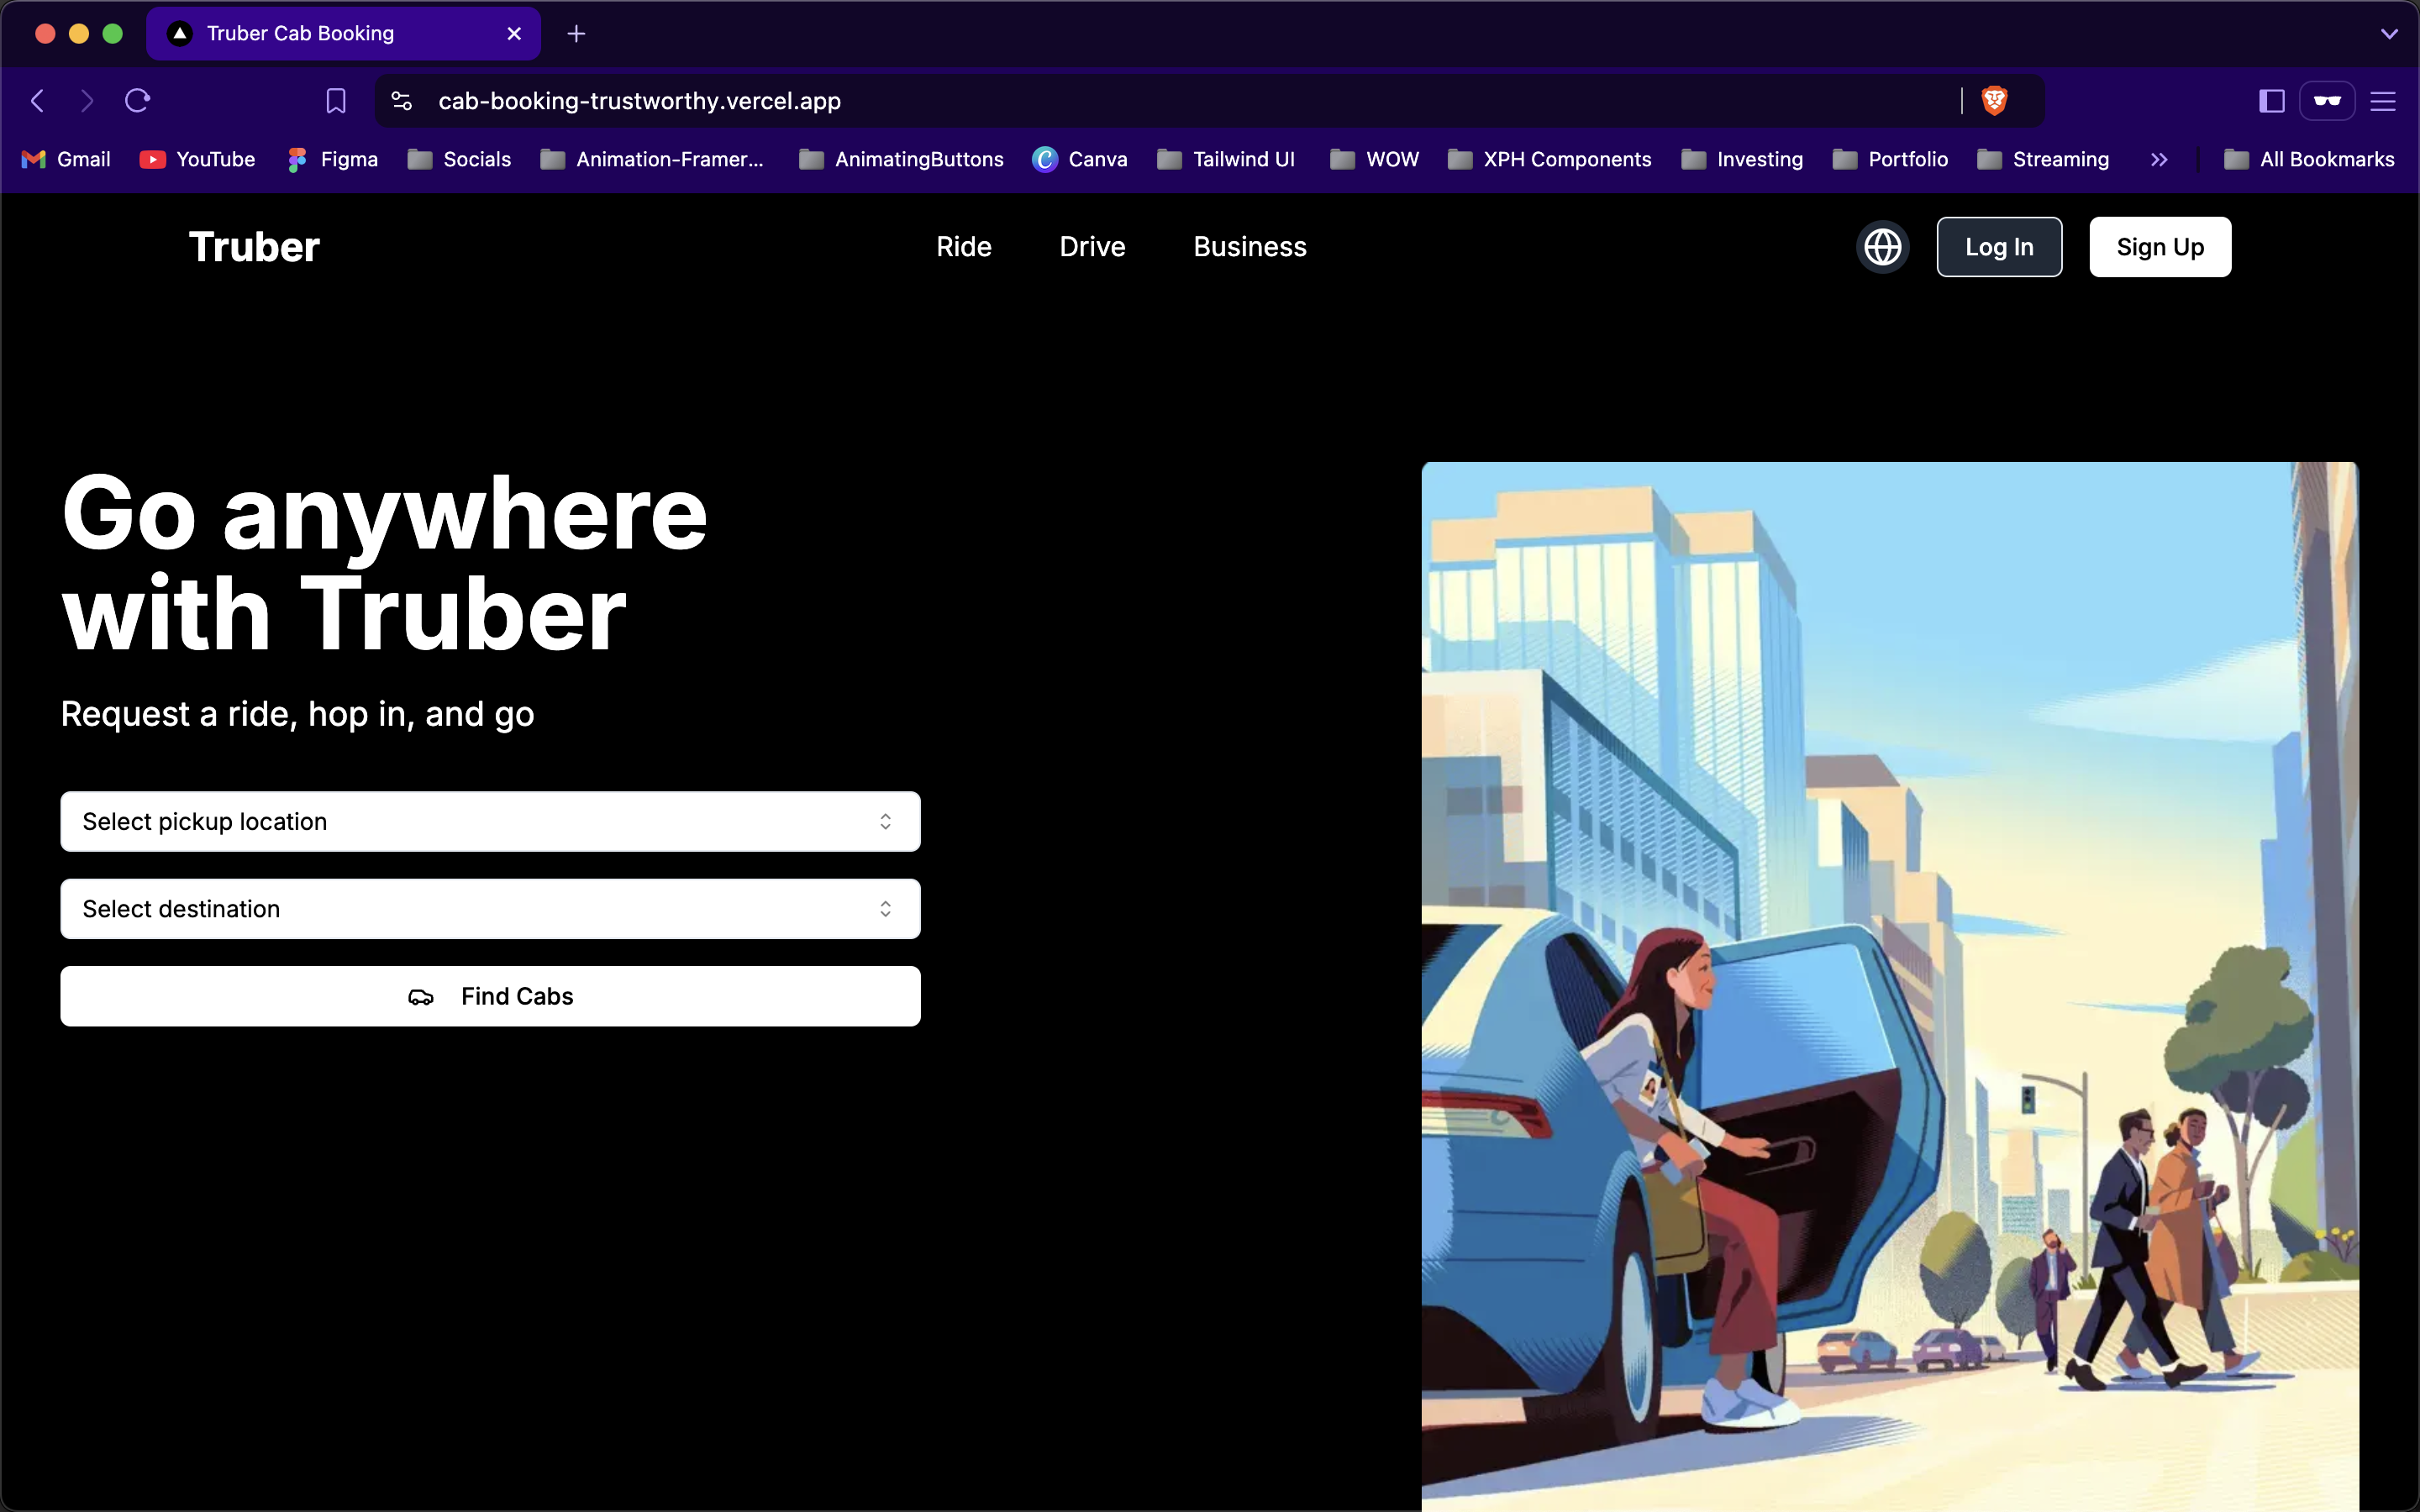 Truber Cab Booking
cab-booking-trustworthy.vercel.app
Gmail YouTube Figma Socials Animation-Framer... AnimatingButtons Canva Tailwind UI WOW XPH Components Investing Portfolio Streaming » All Bookmarks
Truber Ride Drive Business Log In Sign Up
Go anywhere
with Truber
Request a ride, hop in, and go
Select pickup location
Select destination
Find Cabs